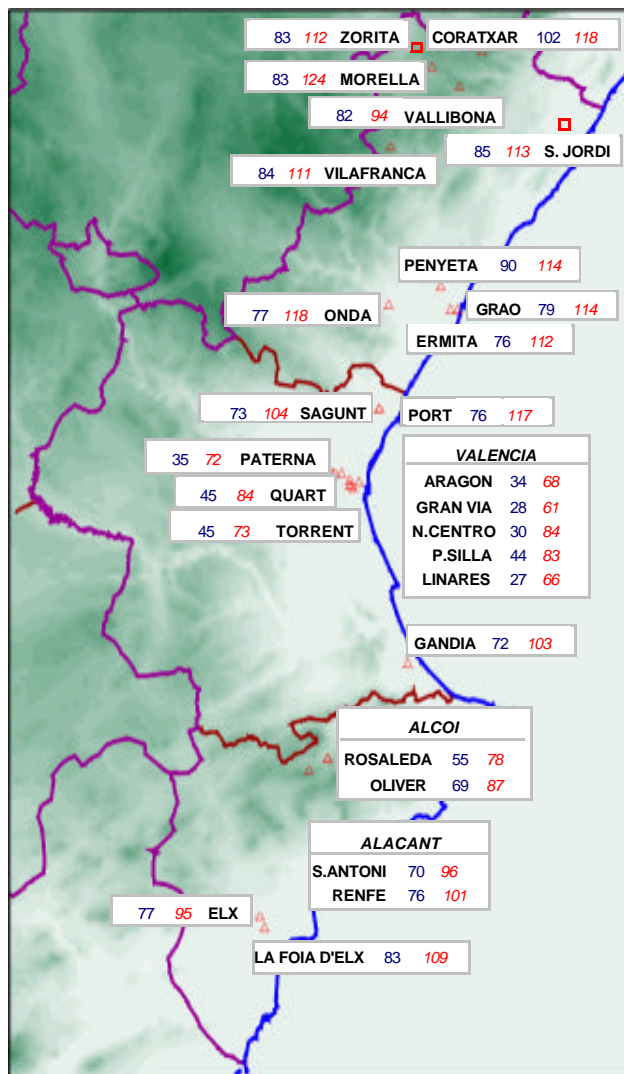 83 112 ZORITA
CORATXAR 102 118
83 124 MORELLA
82 94 VALLIBONA
85 113 S. JORDI
84 111 VILAFRANCA
PENYETA 90 114
77 118 ONDA
GRAO 79 114
ERMITA 76 112
73 104 SAGUNT
PORT 76 117
35 72 PATERNA
45 84 QUART
45 73 TORRENT
VALENCIA
ARAGON 34 68
GRAN VIA 28 61
N.CENTRO 30 84
P.SILLA 44 83
LINARES 27 66
GANDIA 72 103
ALCOI
ROSALEDA 55 78
OLIVER 69 87
ALACANT
S.ANTONI 70 96
RENFE 76 101
77 95 ELX
LA FOIA D'ELX 83 109